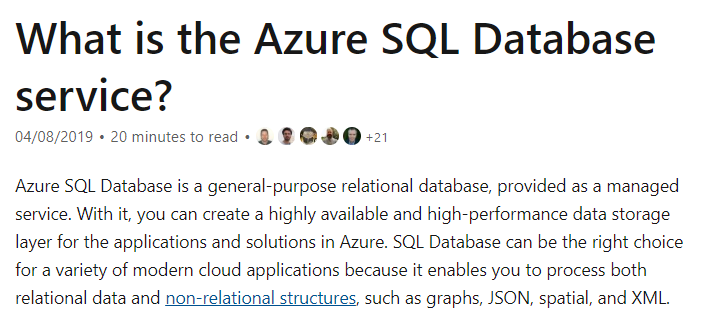 What is the Azure SQL Database
service?
04/08/2019 • 20 minutes to read • +21
Azure SQL Database is a general-purpose relational database, provided as a managed
service. With it, you can create a highly available and high-performance data storage
layer for the applications and solutions in Azure. SQL Database can be the right choice
for a variety of modern cloud applications because it enables you to process both
relational data and non-relational structures, such as graphs, JSON, spatial, and XML.